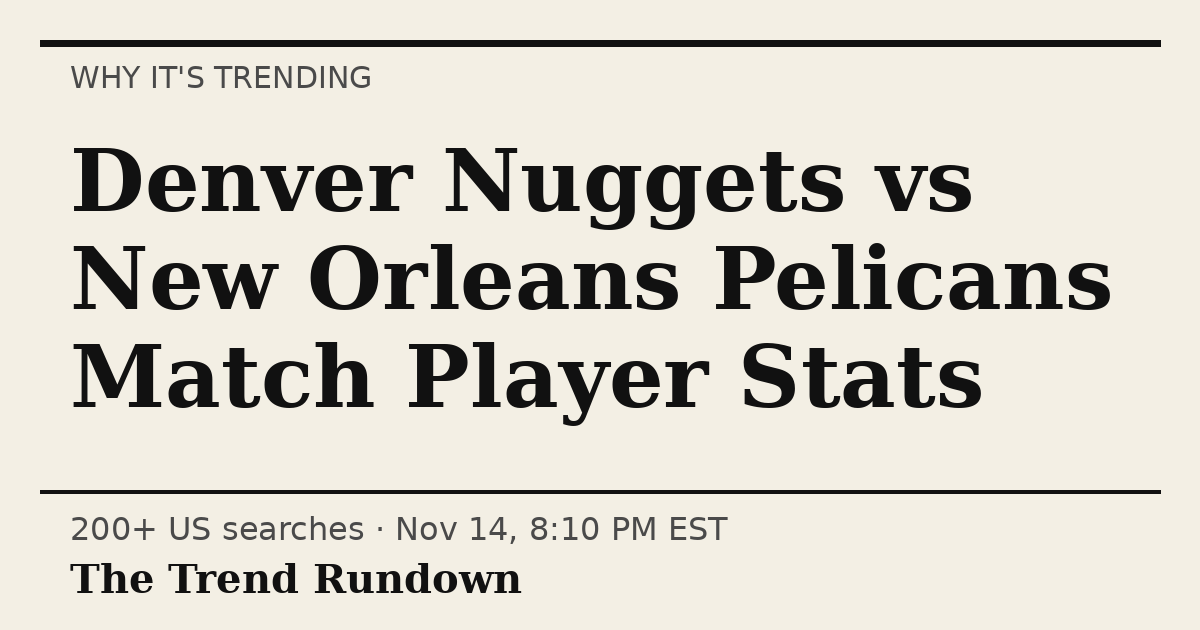 WHY IT'S TRENDING
Denver Nuggets vs
New Orleans Pelicans
Match Player Stats
200+ US searches · Nov 14, 8:10 PM EST
The Trend Rundown